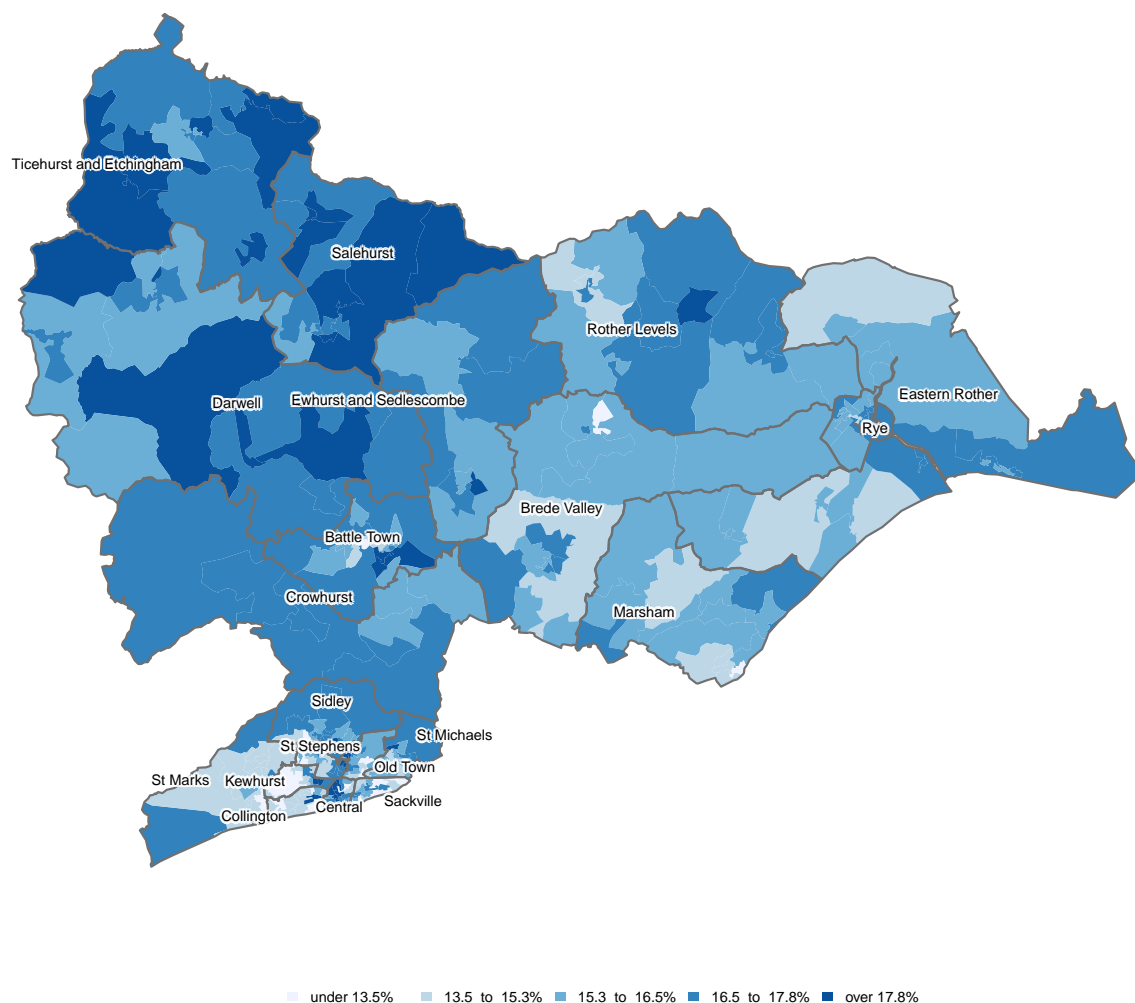 Ticehurst and Etchingham
Salehurst
Rother Levels
Eastern Rother
Darwell
Ewhurst and Sedlescombe
Rye
Brede Valley
Battle Town
Crowhurst
Marsham
Sidley
St Michaels
St Stephens
Old Town
St Marks
Kewhurst
Sackville
Central
Collington
under 13.5% 13.5 to 15.3% 15.3 to 16.5% 16.5 to 17.8% over 17.8%